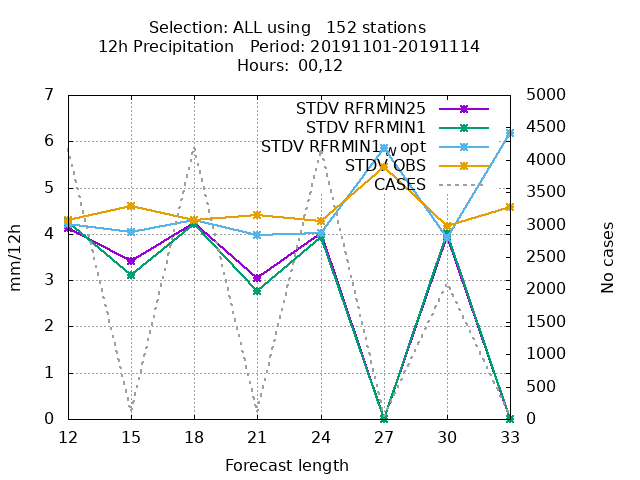 Selection: ALL using   152 stations
12h Precipitation   Period: 20191101-20191114
Hours:  00,12
7
6
5
4
3
2
1
0
5000
4500
4000
3500
3000
2500
2000
1500
1000
500
0
mm/12h
No cases
STDV RFRMIN25
STDV RFRMIN1
STDV RFRMIN1wopt
STDV OBS
CASES
12 15 18 21 24 27 30 33
Forecast length